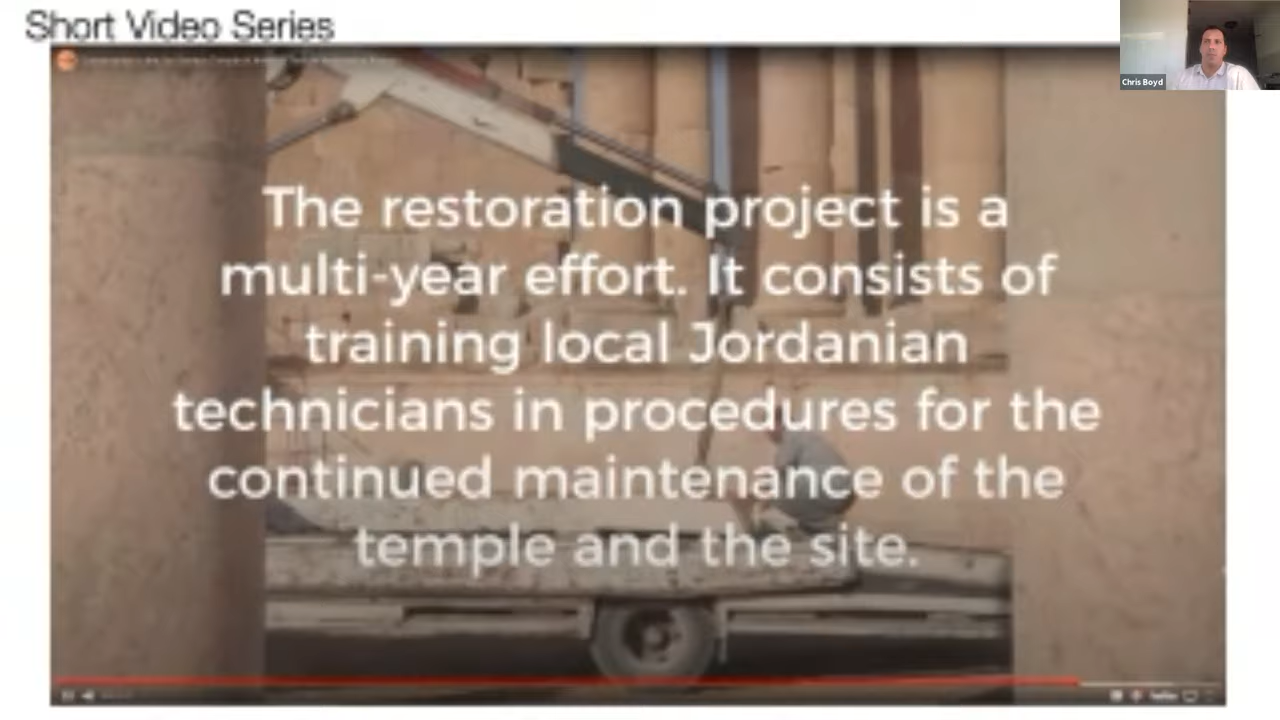 Short Video Series
Chris Boyd
The restoration project is a
multi-year effort. It consists of
training local Jordanian
technicians in procedures for the
continued maintenance of the
temple and the site.